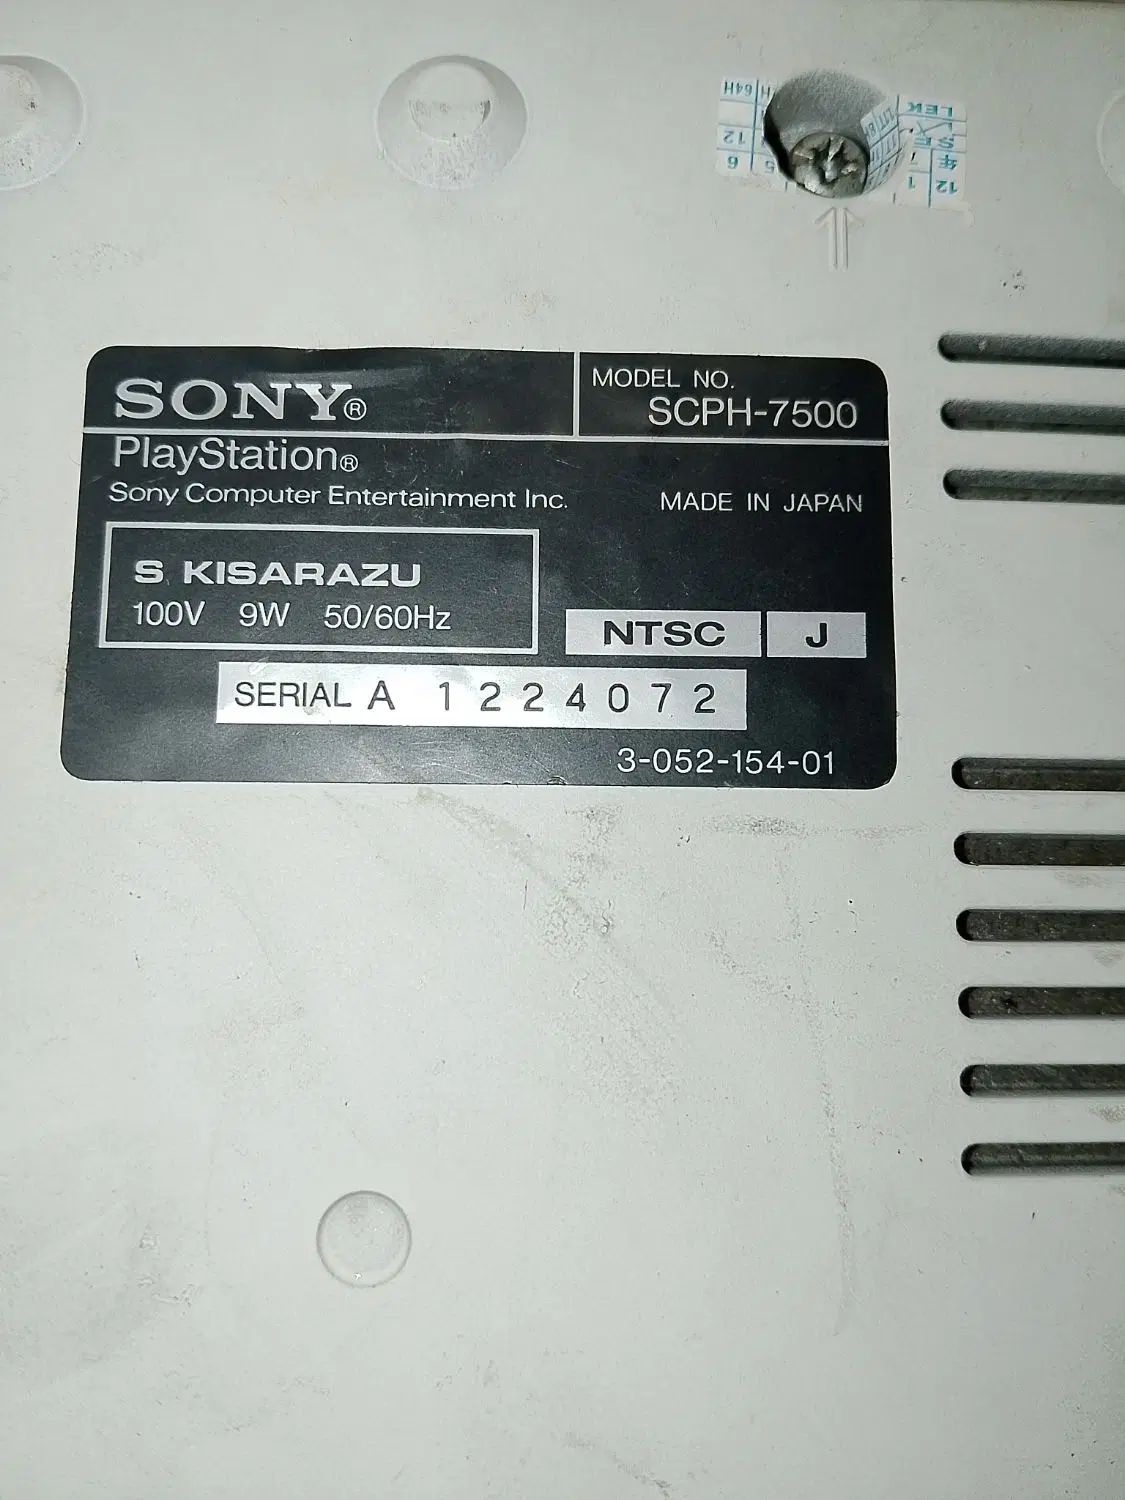 SONY®
MODEL NO.
SCPH-7500
PlayStation®
Sony Computer Entertainment Inc.
MADE IN JAPAN
S KISARAZU
100V 9W 50/60Hz
NTSC J
SERIAL A 1224072
3-052-154-01